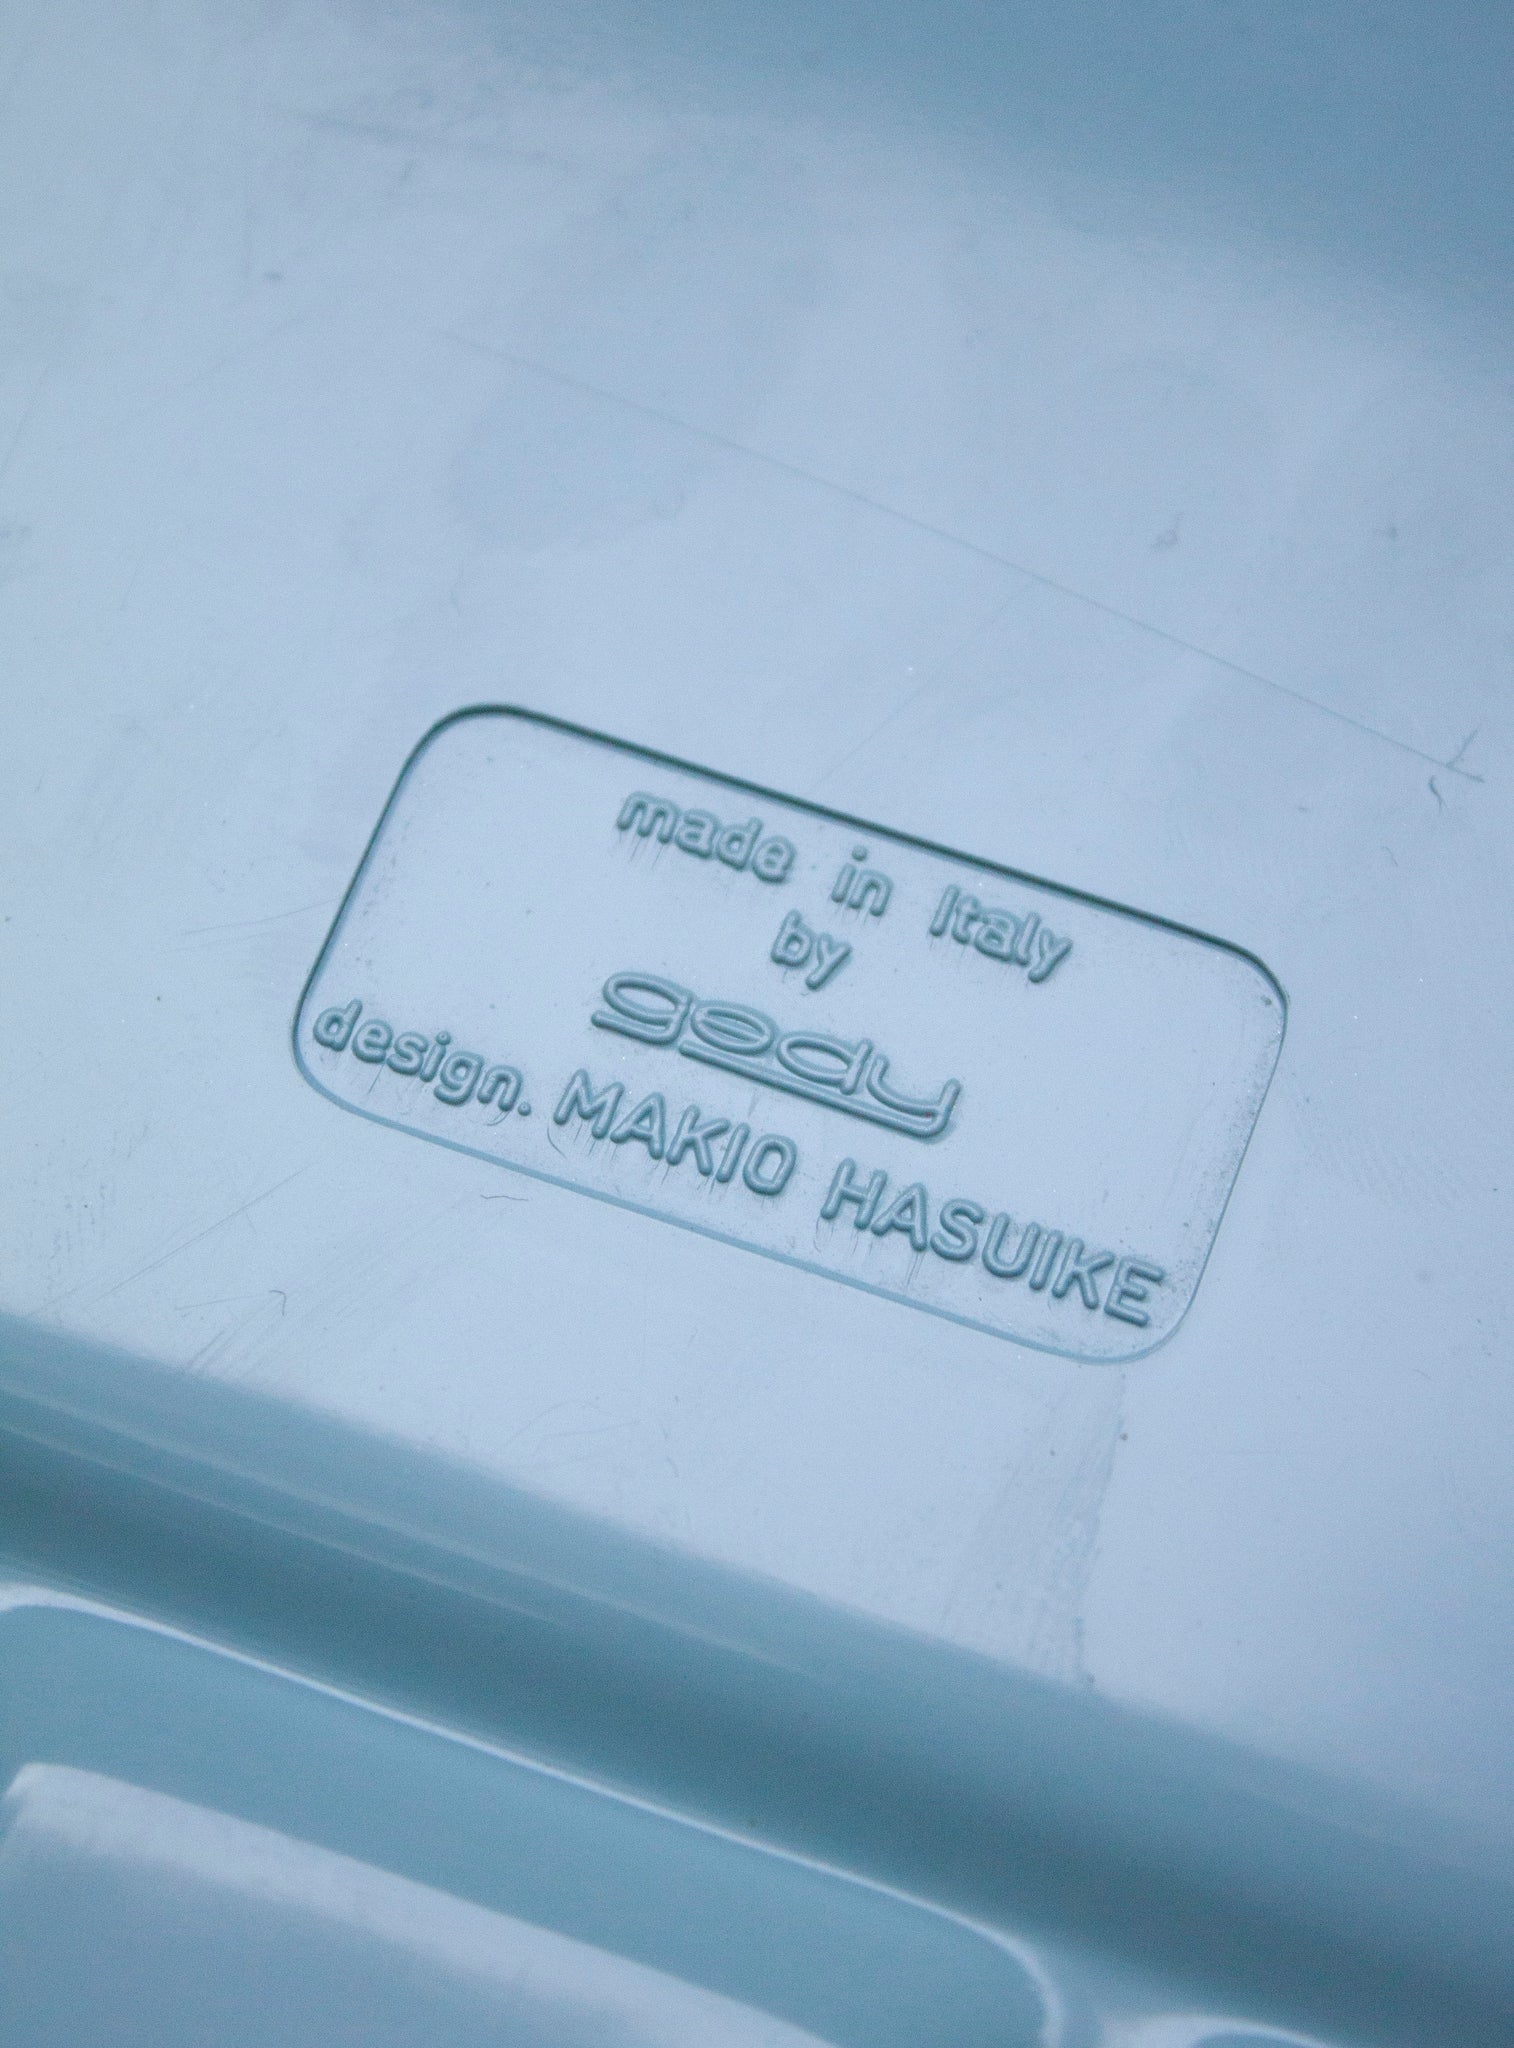 made in Italy
by
gedy
design. MAKIO HASUIKE